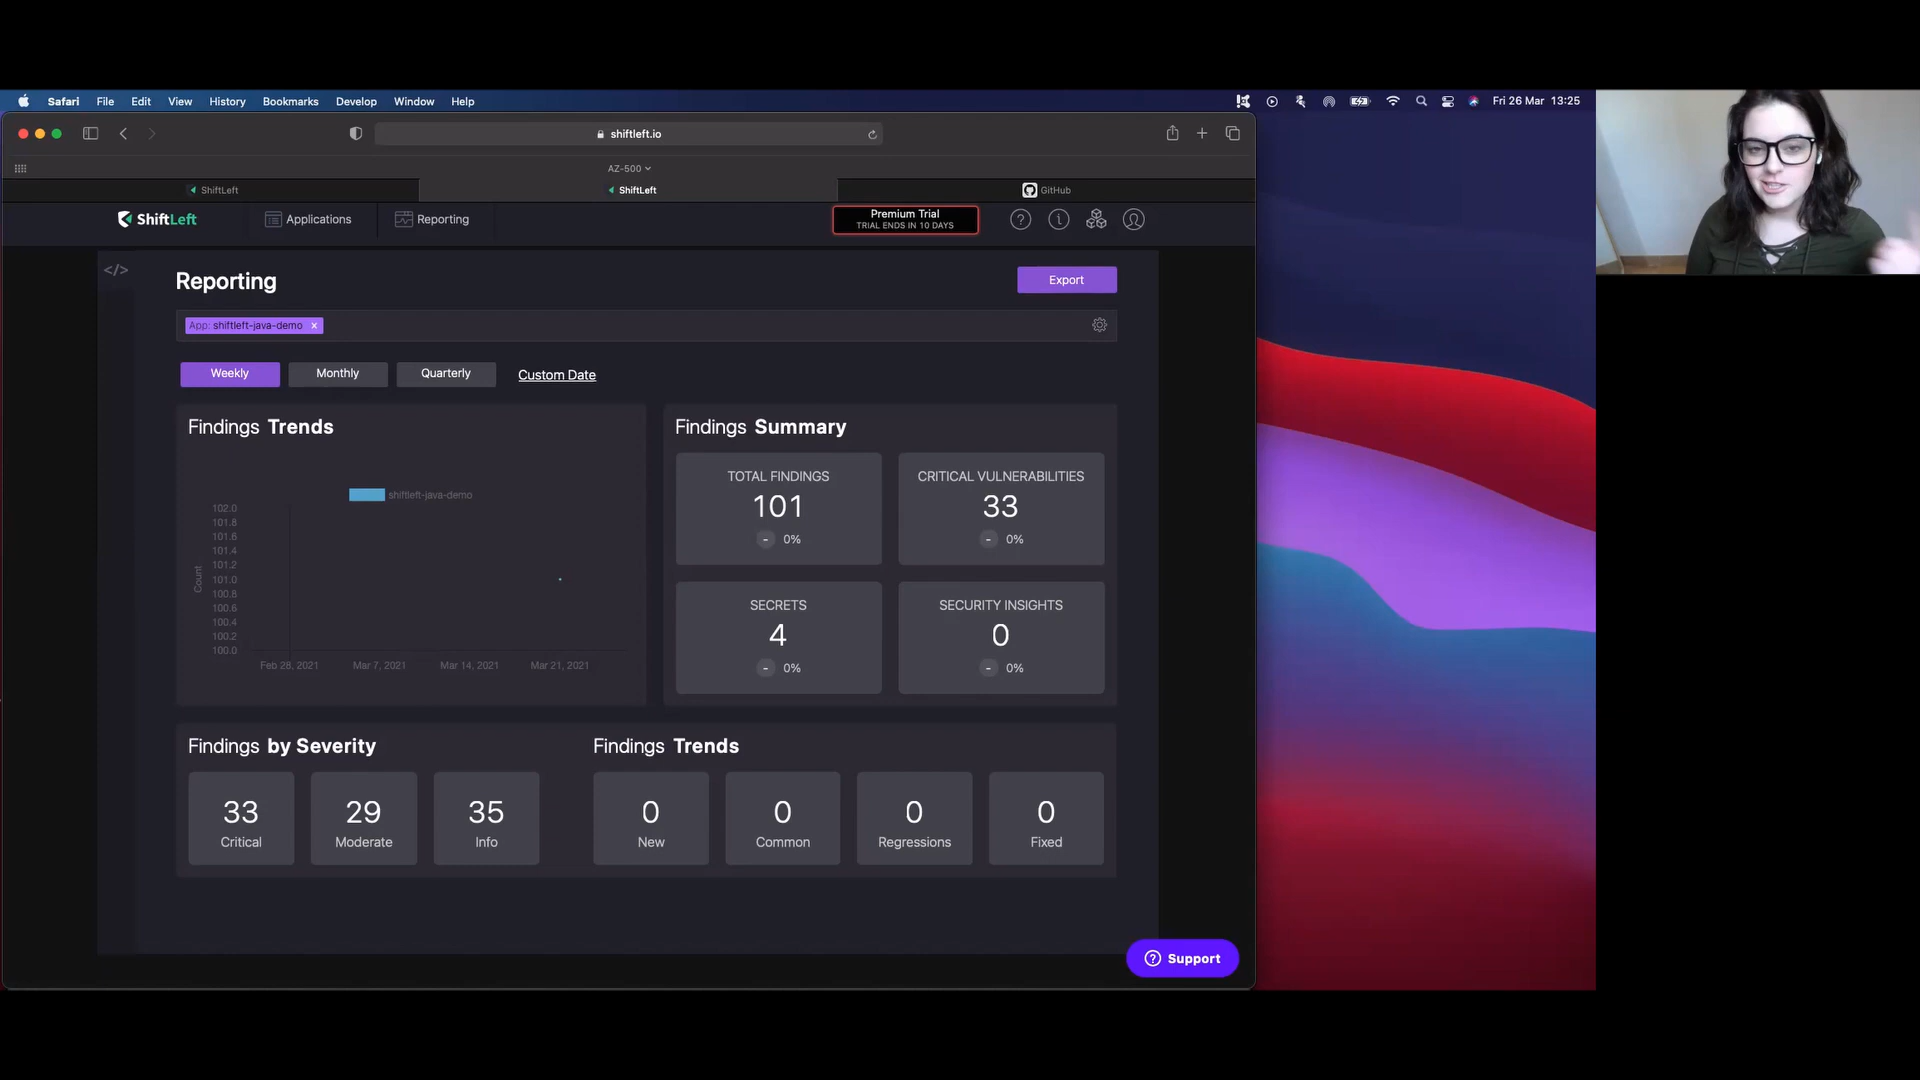 Safari File Edit View History Bookmarks Develop Window Help
Fri 26 Mar 13:25
shiftleft.io
AZ-500
ShiftLeft
ShiftLeft
GitHub
ShiftLeft
Applications
Reporting
Premium Trial
TRIAL ENDS IN 10 DAYS
</>
Reporting
Export
App: shiftleft-java-demo x
Weekly
Monthly
Quarterly
Custom Date
Findings Trends
shiftleft-java-demo
Count
102.0
101.8
101.6
101.4
101.2
101.0
100.8
100.6
100.4
100.2
100.0
Feb 28, 2021
Mar 7, 2021
Mar 14, 2021
Mar 21, 2021
Findings Summary
TOTAL FINDINGS
101
- 0%
CRITICAL VULNERABILITIES
33
- 0%
SECRETS
4
- 0%
SECURITY INSIGHTS
0
- 0%
Findings by Severity
33
Critical
29
Moderate
35
Info
Findings Trends
0
New
0
Common
0
Regressions
0
Fixed
? Support